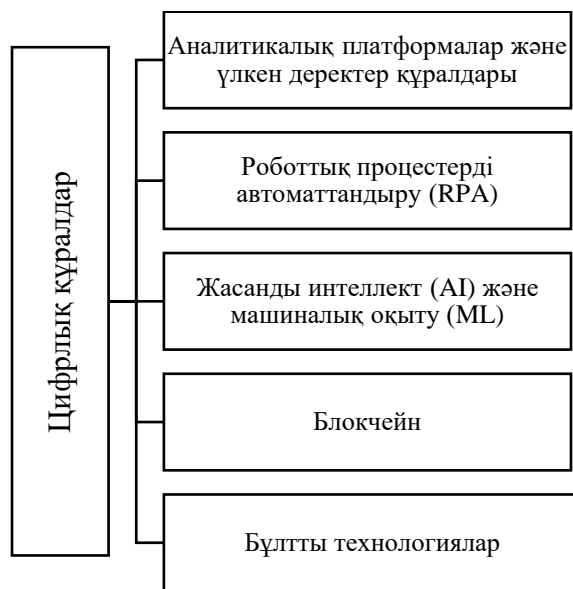 Цифрлық құралдар
Аналитикалық платформалар және
үлкен деректер құралдары
Роботтық процестерді
автоматтандыру (RPA)
Жасанды интеллект (AI) және
машиналық оқыту (ML)
Блокчейн
Бұлтты технологиялар